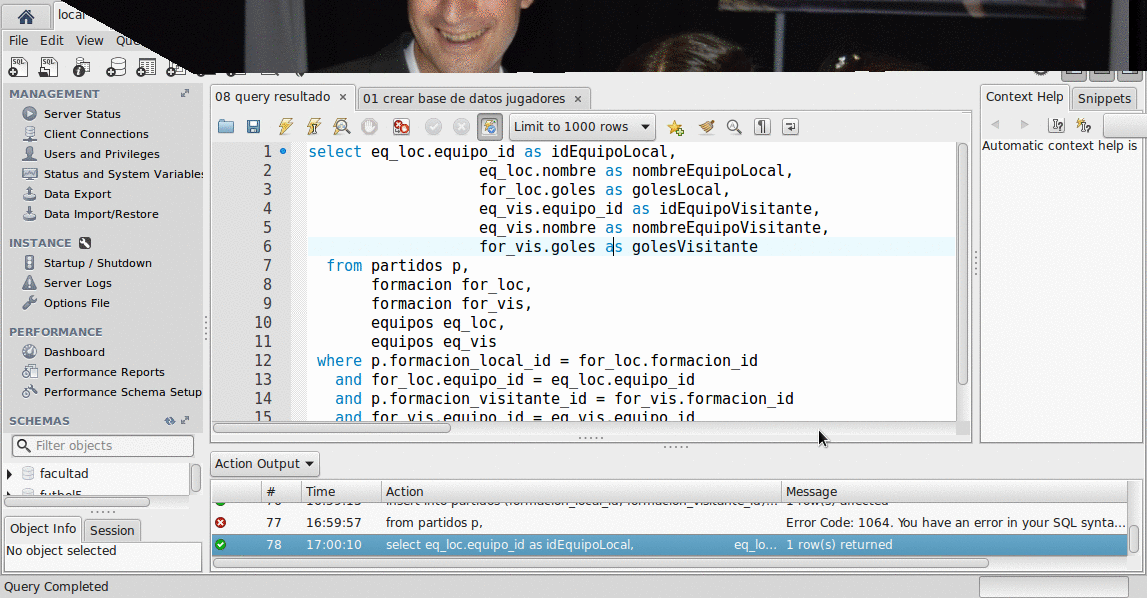 local
File Edit View Qu
MANAGEMENT
Server Status
Client Connections
Users and Privileges
Status and System Variables
Data Export
Data Import/Restore
INSTANCE
Startup / Shutdown
Server Logs
Options File
PERFORMANCE
Dashboard
Performance Reports
Performance Schema Setup
SCHEMAS
Filter objects
facultad
futbol5
Object Info Session
No object selected
08 query resultado × 01 crear base de datos jugadores ×
Limit to 1000 rows
1 select eq_loc.equipo_id as idEquipoLocal,
2 eq_loc.nombre as nombreEquipoLocal,
3 for_loc.goles as golesLocal,
4 eq_vis.equipo_id as idEquipoVisitante,
5 eq_vis.nombre as nombreEquipoVisitante,
6 for_vis.goles as golesVisitante
7 from partidos p,
8 formacion for_loc,
9 formacion for_vis,
10 equipos eq_loc,
11 equipos eq_vis
12 where p.formacion_local_id = for_loc.formacion_id
13 and for_loc.equipo_id = eq_loc.equipo_id
14 and p.formacion_visitante_id = for_vis.formacion_id
15 and for_vis.equipo_id = eq_vis.equipo_id
Context Help Snippets
Automatic context help is
Action Output
# Time Action Message
76 16:59:15 insert into partidos (formacion_local_id, formacion_visitante_id)... 1 row(s) affected
77 16:59:57 from partidos p, Error Code: 1064. You have an error in your SQL synta...
78 17:00:10 select eq_loc.equipo_id as idEquipoLocal, eq_lo... 1 row(s) returned
Query Completed